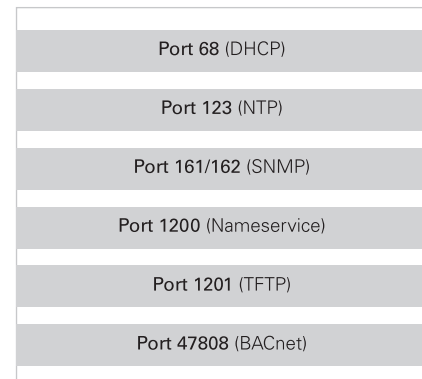 Port 68 (DHCP)
Port 123 (NTP)
Port 161/162 (SNMP)
Port 1200 (Nameservice)
Port 1201 (TFTP)
Port 47808 (BACnet)